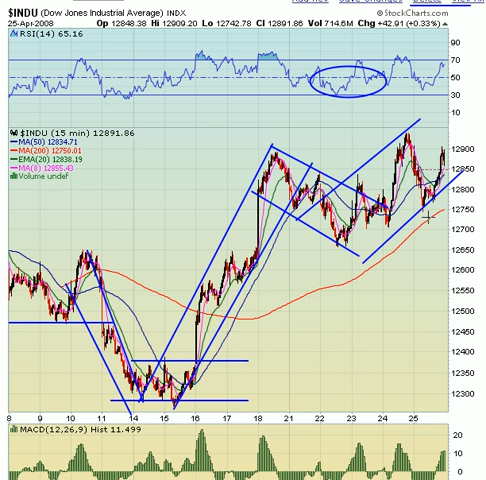 $INDU (Dow Jones Industrial Average) INDX
© StockCharts.com
25-Apr-2008 Op 12848.38 Hi 12909.20 Lo 12742.78 Cl 12891.86 Vol 714.6M Chg +42.91 (+0.33%)
RSI(14) 65.16
90
70
50
30
10
$INDU (15 min) 12891.86
MA(50) 12834.71
MA(200) 12750.01
EMA(20) 12838.19
MA(8) 12855.43
Volume undef
12900
12850
12800
12750
12700
12650
12600
12550
12500
12450
12400
12350
12300
8 9 10 11 14 15 16 17 18 21 22 23 24 25
MACD(12,26,9) Hist 11.499
20
10
0